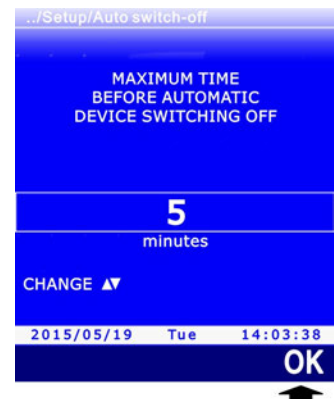 ../Setup/Auto switch-off
MAXIMUM TIME
BEFORE AUTOMATIC
DEVICE SWITCHING OFF
5
minutes
CHANGE ▲▼
2015/05/19 Tue 14:03:38
OK